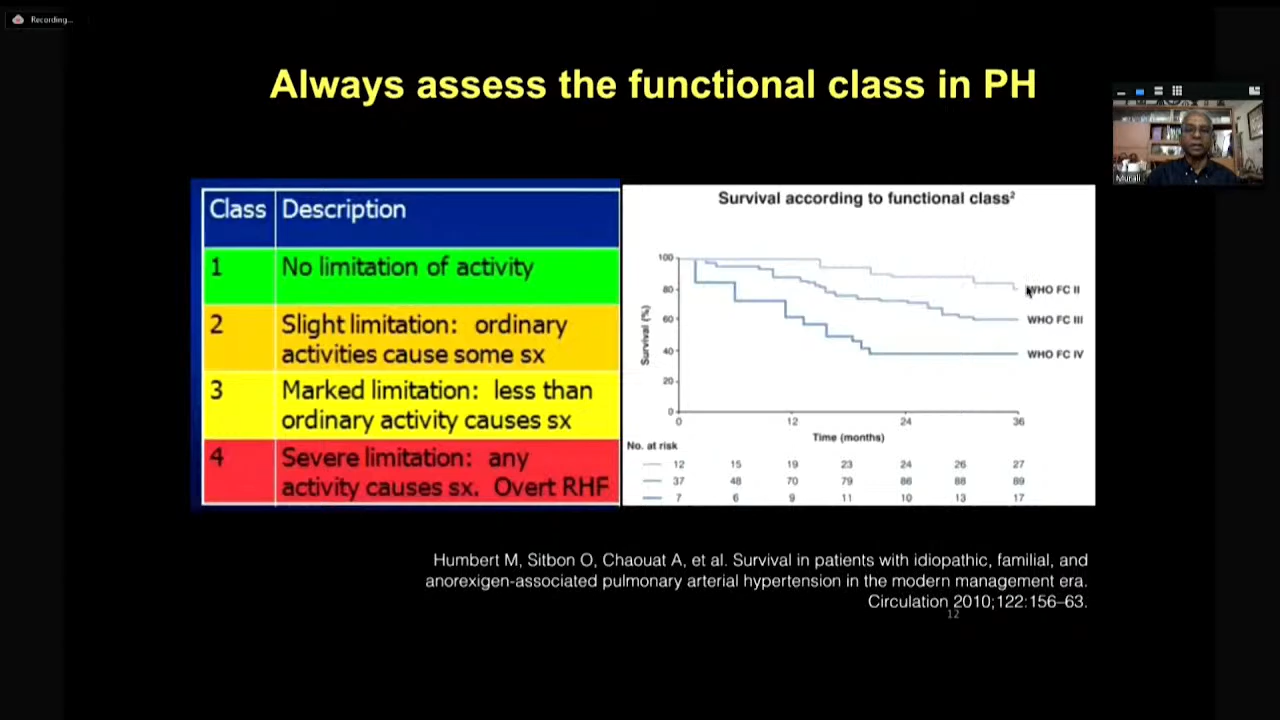 Recording...
Always assess the functional class in PH
Murali
Class Description
1 No limitation of activity
2 Slight limitation: ordinary
activities cause some sx
3 Marked limitation: less than
ordinary activity causes sx
4 Severe limitation: any
activity causes sx. Overt RHF
Survival according to functional class²
Survival (%)
100
80
60
40
20
0
WHO FC II
WHO FC III
WHO FC IV
0 12 24 36
Time (months)
No. at risk
12 15 19 23 24 26 27
37 48 70 79 86 88 89
7 6 9 11 10 13 17
Humbert M, Sitbon O, Chaouat A, et al. Survival in patients with idiopathic, familial, and
anorexigen-associated pulmonary arterial hypertension in the modern management era.
Circulation 2010;122:156–63.
12